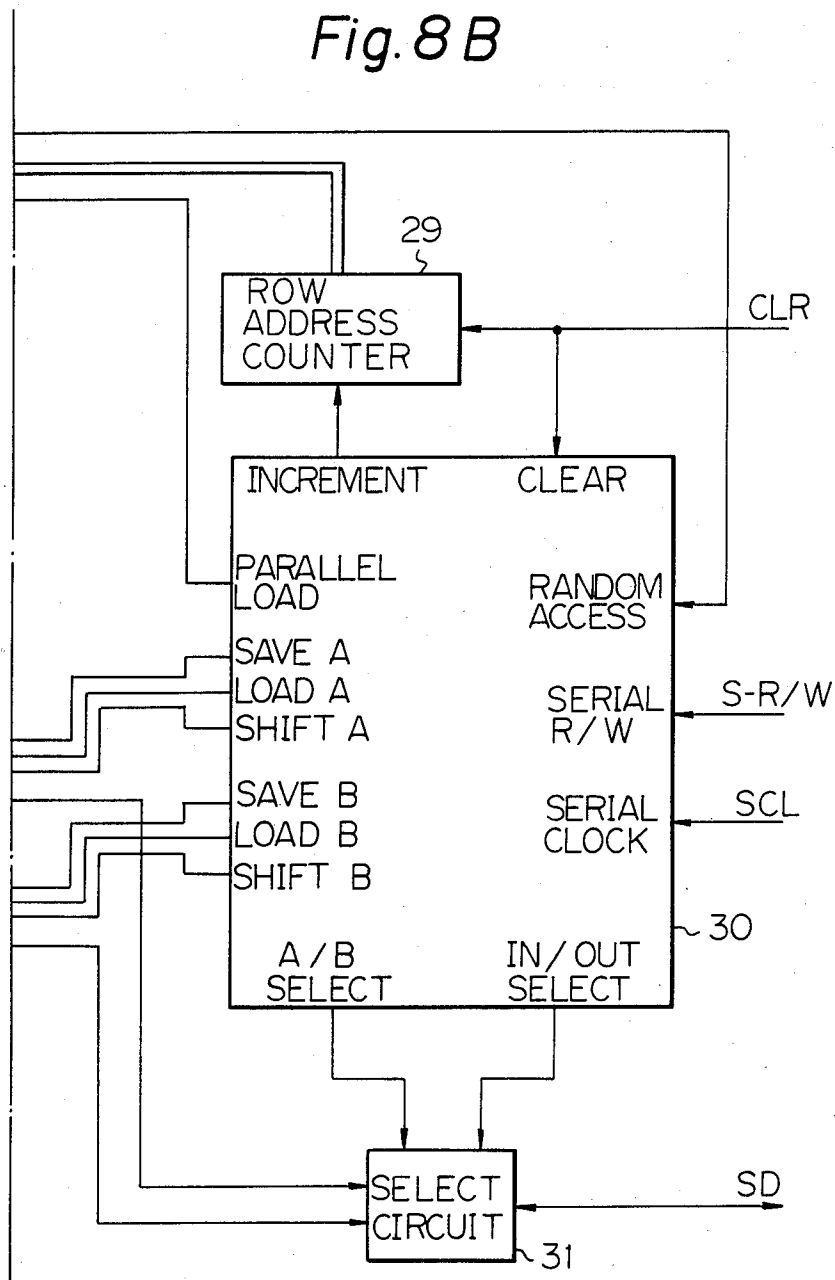 Fig. 8 B
29
ROW
ADDRESS
COUNTER
CLR
INCREMENT
CLEAR
PARALLEL
LOAD
RANDOM
ACCESS
SAVE A
LOAD A
SHIFT A
SERIAL
R/W
S-R/W
SAVE B
LOAD B
SHIFT B
SERIAL
CLOCK
SCL
30
A/B
SELECT
IN/OUT
SELECT
SELECT
CIRCUIT
SD
31